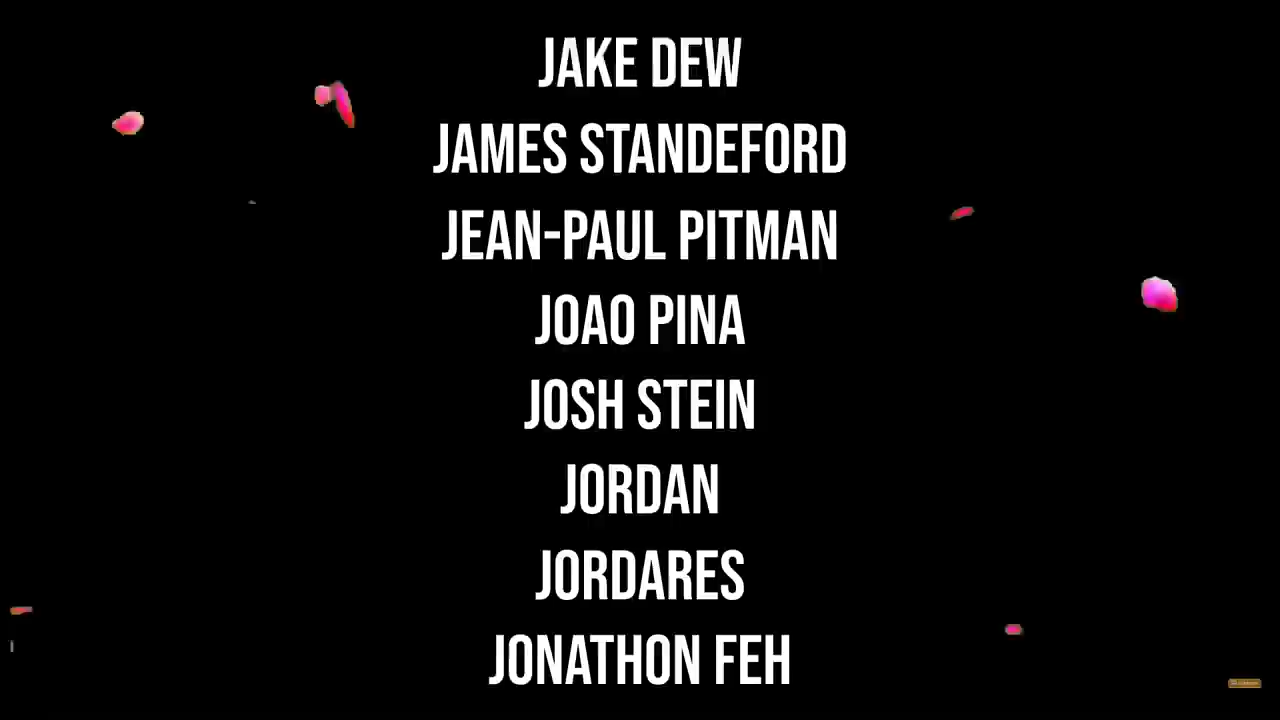 JAKE DEW
JAMES STANDEFORD
JEAN-PAUL PITMAN
JOAO PINA
JOSH STEIN
JORDAN
JORDARES
JONATHON FEH